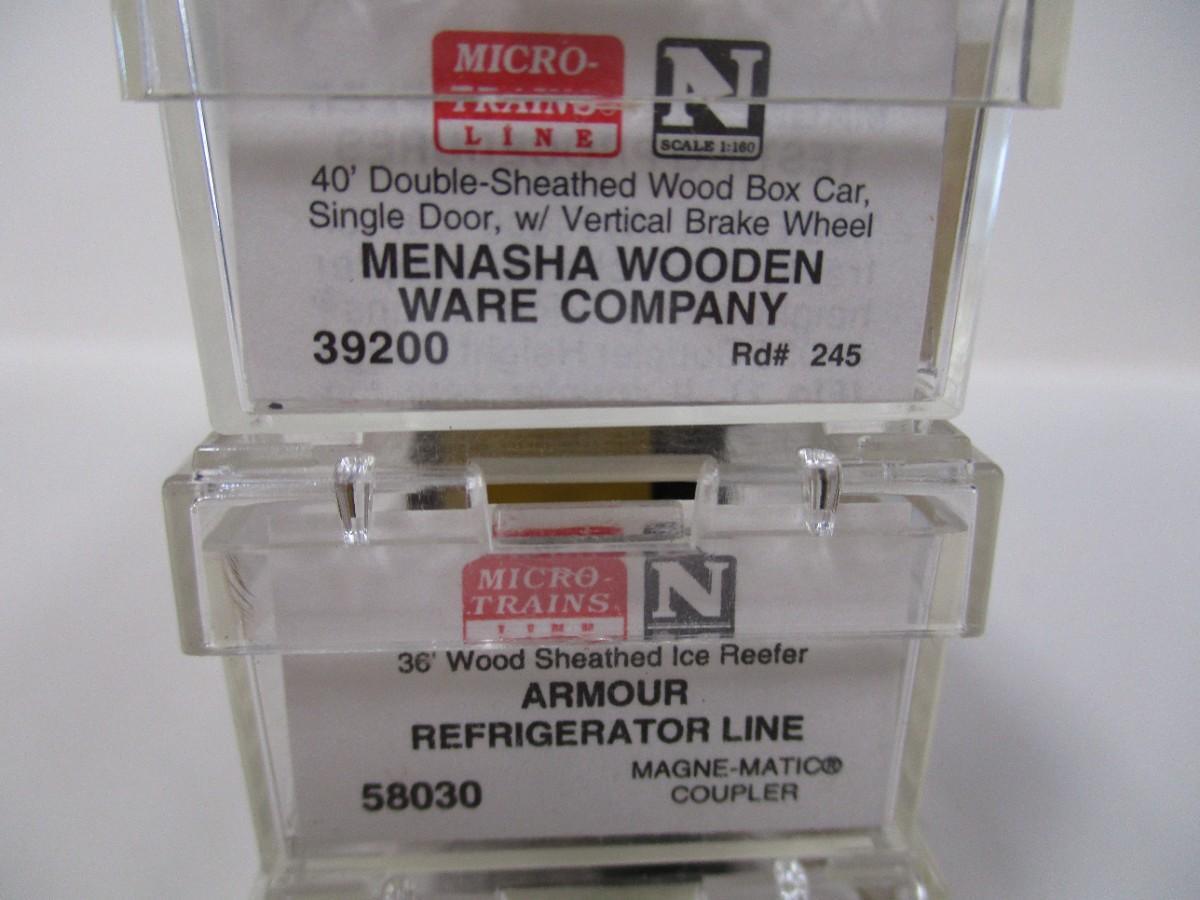 MICRO-
TRAINS
LINE
N
SCALE 1:160
40' Double-Sheathed Wood Box Car,
Single Door, w/ Vertical Brake Wheel
MENASHA WOODEN
WARE COMPANY
39200 Rd# 245
MICRO-
TRAINS
LINE
N
36' Wood Sheathed Ice Reefer
ARMOUR
REFRIGERATOR LINE
58030 MAGNE-MATIC®
COUPLER